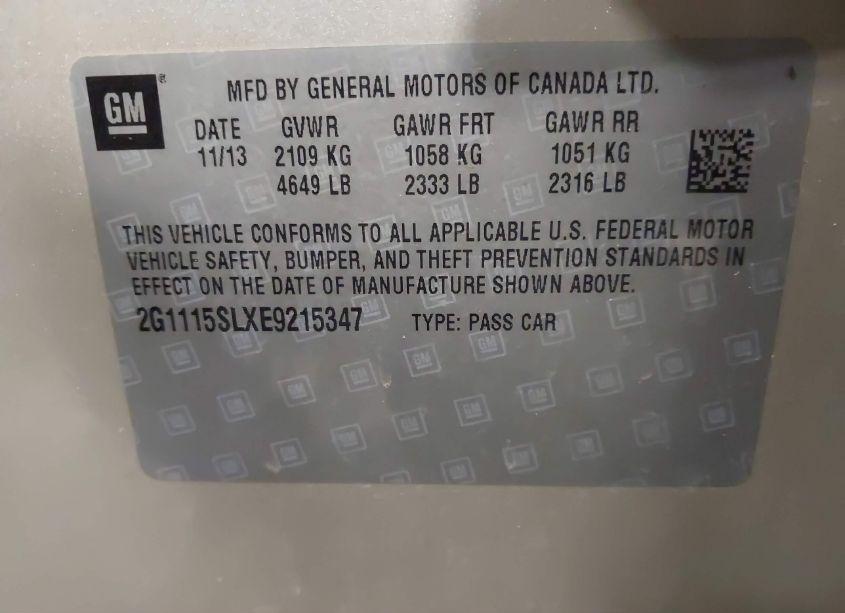 GM
MFD BY GENERAL MOTORS OF CANADA LTD.
DATE GVWR GAWR FRT GAWR RR
11/13 2109 KG 1058 KG 1051 KG
4649 LB 2333 LB 2316 LB
THIS VEHICLE CONFORMS TO ALL APPLICABLE U.S. FEDERAL MOTOR
VEHICLE SAFETY, BUMPER, AND THEFT PREVENTION STANDARDS IN
EFFECT ON THE DATE OF MANUFACTURE SHOWN ABOVE.
2G1115SLXE9215347 TYPE: PASS CAR